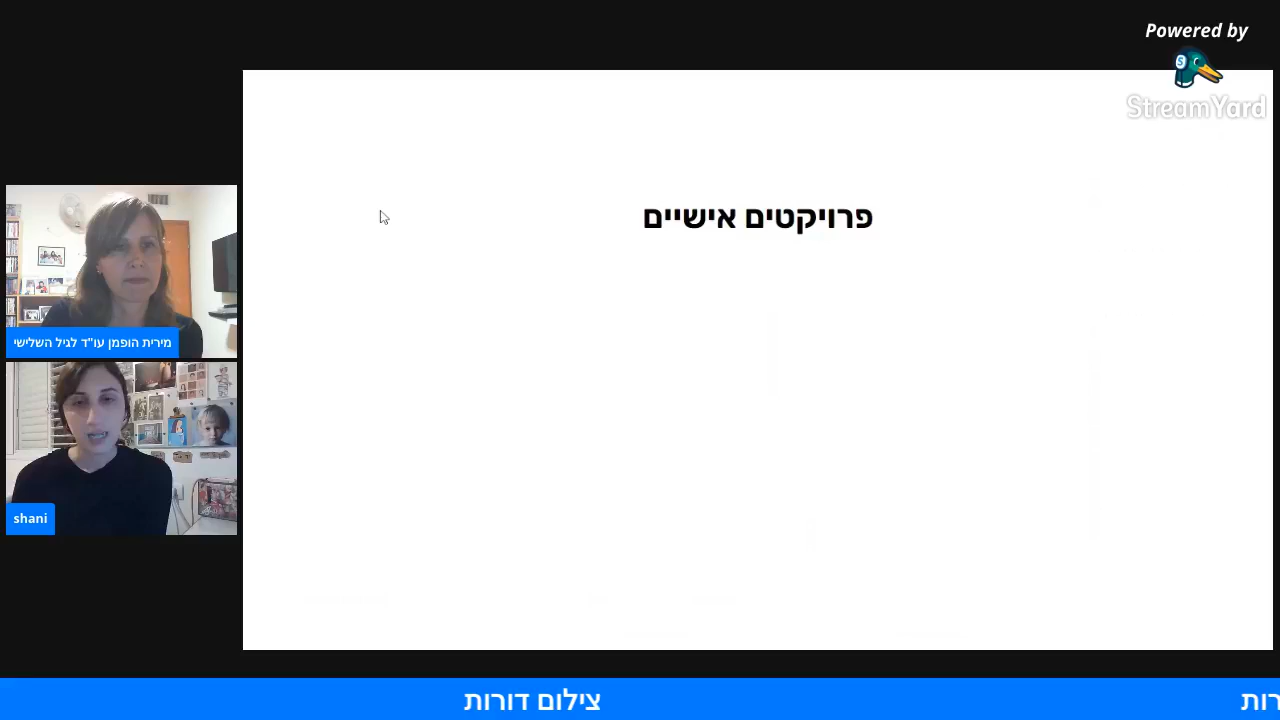 Powered by
StreamYard
פרויקטים אישיים
מירית הופמן עו"ד לגיל השלישי
shani
צילום דורות
רות